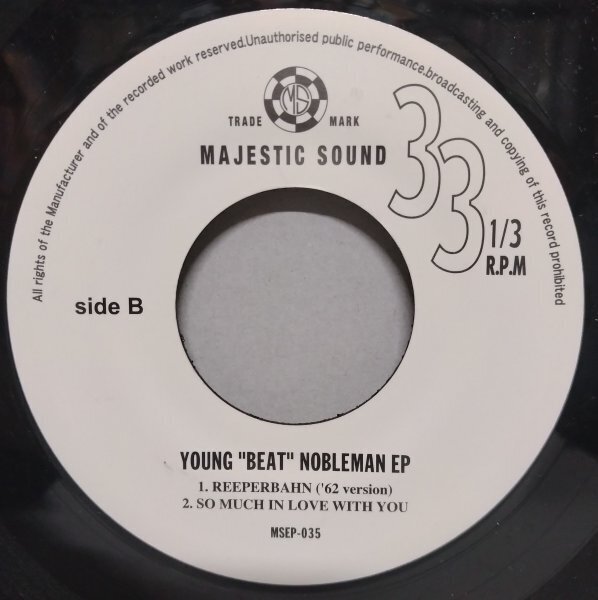 All rights of the Manufacturer and of the recorded work reserved.Unauthorised public performance.broadcasting and copying of this record prohibited
MS
TRADE MARK
MAJESTIC SOUND
33 1/3
R.P.M
side B
YOUNG "BEAT" NOBLEMAN EP
1. REEPERBAHN ('62 version)
2. SO MUCH IN LOVE WITH YOU
MSEP-035